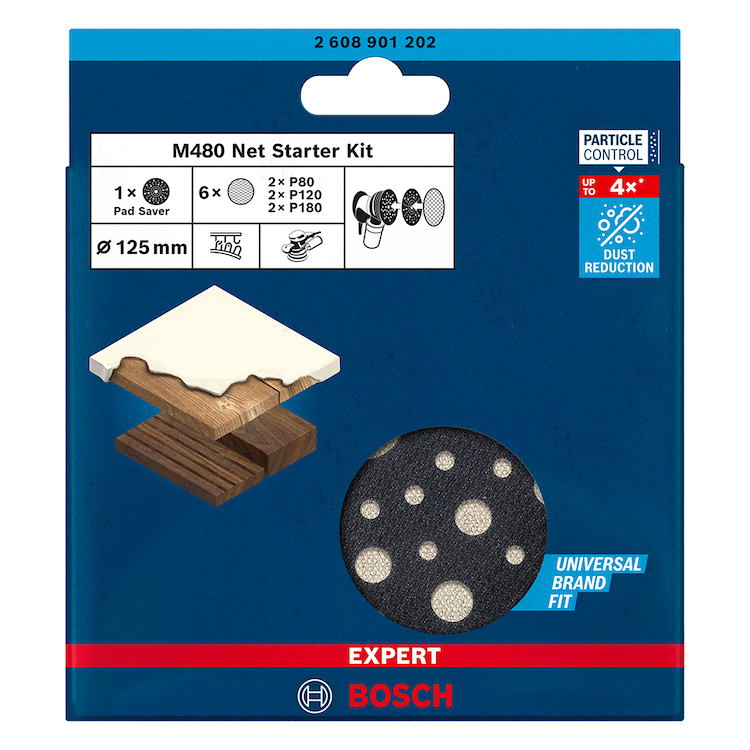 2 608 901 202
M480 Net Starter Kit
1× 
Pad Saver
6×
2× P80
2× P120
2× P180
Ø 125 mm
PARTICLE
CONTROL
UP TO 4×*
DUST
REDUCTION
UNIVERSAL
BRAND
FIT
EXPERT
BOSCH